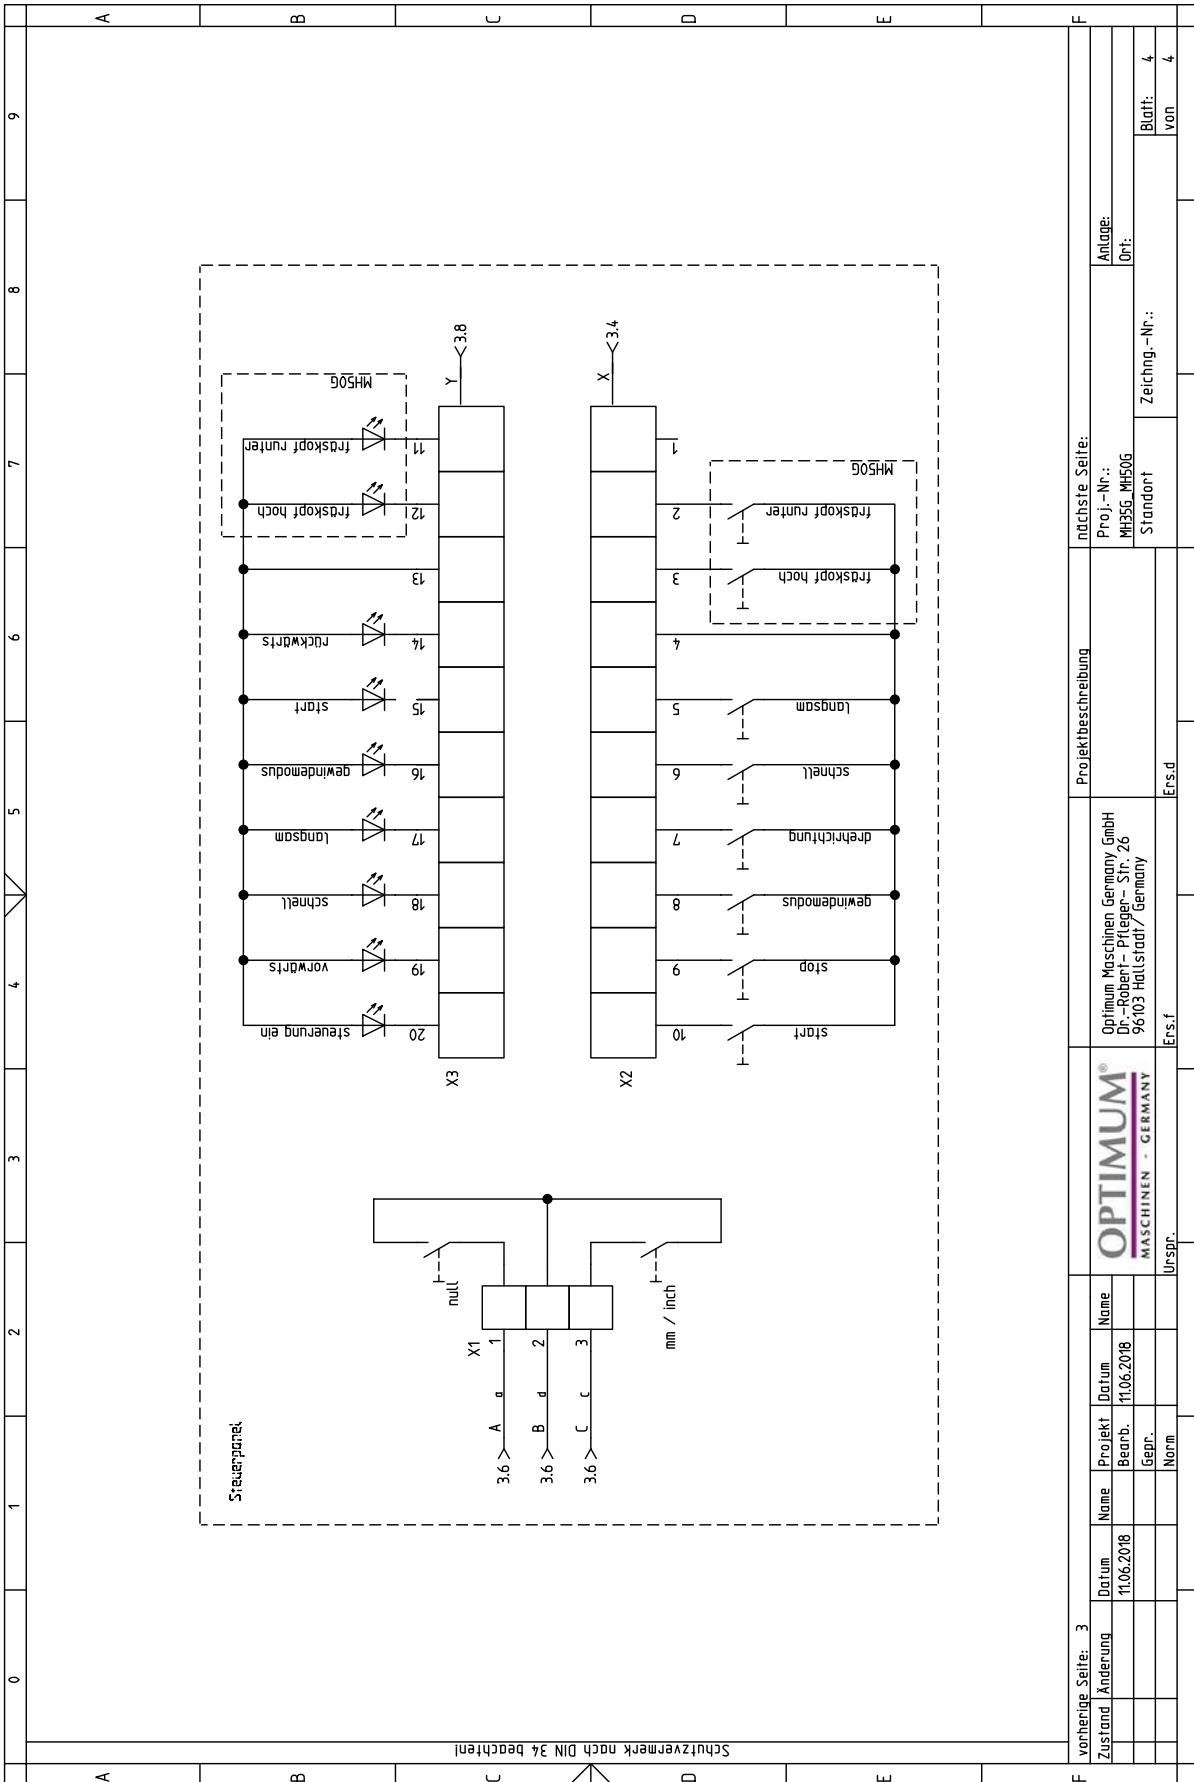 0 1 2 3 4 5 6 7 8 9
A
B
C
D
E
F
A
B
C
D
E
F
Schutzvermerk nach DIN 34 beachten!
Steuerpanel
3.6 A a 1
3.6 B d 2
3.6 C c 3
X1
null
mm / inch
X3
20 19 18 17 16 15 14 13 12 11
steuerung ein
vorwärts
schnell
langsam
gewindemodus
start
rückwärts
fräskopf hoch
fräskopf runter
MH50G
Y 3.8
X2
X 3.4
10 9 8 7 6 5 4 3 2 1
start
stop
gewindemodus
drehrichtung
schnell
langsam
fräskopf hoch
fräskopf runter
MH50G
vorherige Seite: 3
Zustand Änderung Datum Name
11.06.2018
Projekt Datum Name
Bearb. 11.06.2018
Gepr.
Norm
Urspr.
OPTIMUM®
MASCHINEN - GERMANY
Optimum Maschinen Germany GmbH
Dr.-Robert- Pfleger- Str. 26
96103 Hallstadt/ Germany
Ers.f
Ers.d
Projektbeschreibung
nächste Seite:
Proj.-Nr.:
MH35G_MH50G
Standort
Zeichng.-Nr.:
Anlage:
Ort:
Blatt: 4
von 4